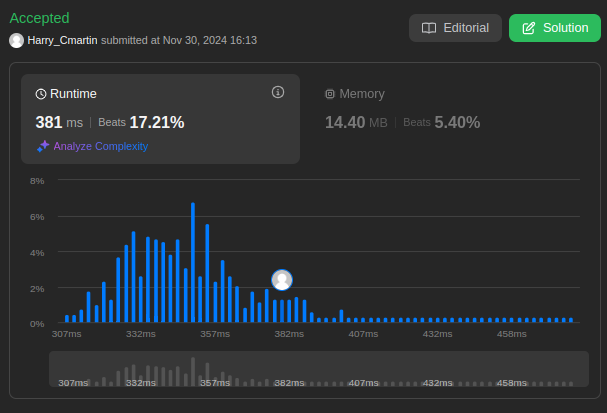 Accepted
Editorial
Solution
Harry_Cmartin submitted at Nov 30, 2024 16:13
Runtime
Memory
381 ms | Beats 17.21%
14.40 MB | Beats 5.40%
Analyze Complexity
8%
6%
4%
2%
0%
307ms 332ms 357ms 382ms 407ms 432ms 458ms
307ms 332ms 357ms 382ms 407ms 432ms 458ms